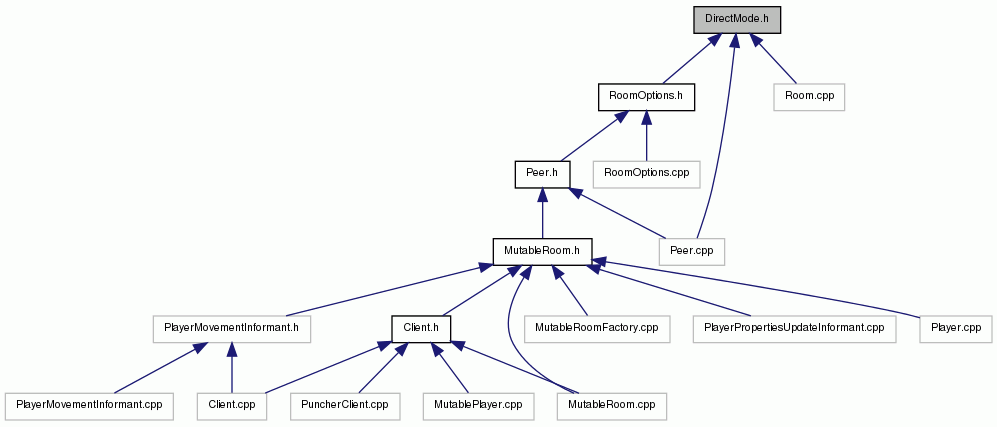 DirectMode.h
RoomOptions.h
Room.cpp
Peer.h
RoomOptions.cpp
MutableRoom.h
Peer.cpp
PlayerMovementInformant.h
Client.h
MutableRoomFactory.cpp
PlayerPropertiesUpdateInformant.cpp
Player.cpp
PlayerMovementInformant.cpp
Client.cpp
PuncherClient.cpp
MutablePlayer.cpp
MutableRoom.cpp